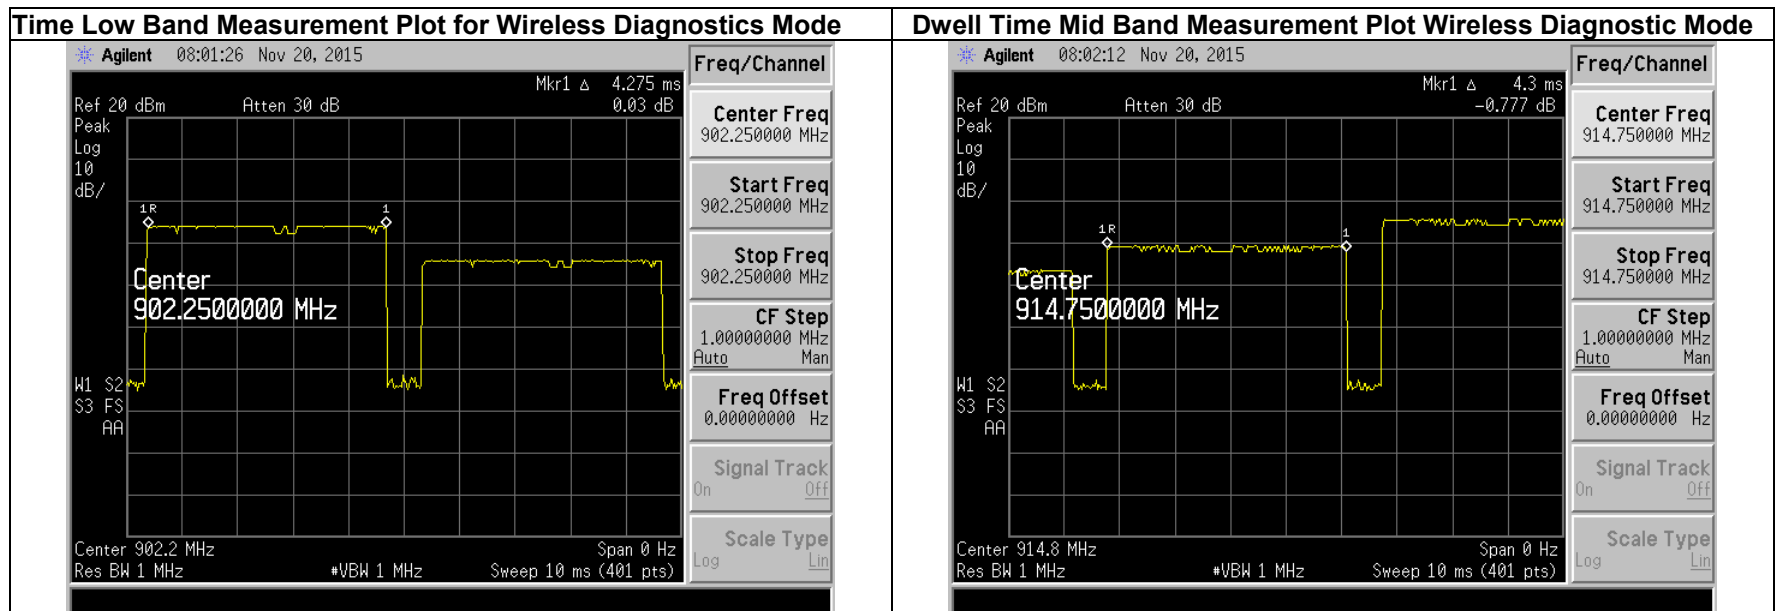 Time Low Band Measurement Plot for Wireless Diagnostics Mode
Agilent 08:01:26 Nov 20, 2015
Mkr1 Δ 4.275 ms
Ref 20 dBm Atten 30 dB 0.03 dB
Peak
Log
10
dB/
1R
1
Center
902.2500000 MHz
W1 S2
S3 FS
AA
Center 902.2 MHz Span 0 Hz
Res BW 1 MHz #VBW 1 MHz Sweep 10 ms (401 pts)
Freq/Channel
Center Freq
902.250000 MHz
Start Freq
902.250000 MHz
Stop Freq
902.250000 MHz
CF Step
1.00000000 MHz
Auto Man
Freq Offset
0.00000000 Hz
Signal Track
On Off
Scale Type
Log Lin
Dwell Time Mid Band Measurement Plot Wireless Diagnostic Mode
Agilent 08:02:12 Nov 20, 2015
Mkr1 Δ 4.3 ms
Ref 20 dBm Atten 30 dB -0.777 dB
Peak
Log
10
dB/
1R
1
Center
914.7500000 MHz
W1 S2
S3 FS
AA
Center 914.8 MHz Span 0 Hz
Res BW 1 MHz #VBW 1 MHz Sweep 10 ms (401 pts)
Freq/Channel
Center Freq
914.750000 MHz
Start Freq
914.750000 MHz
Stop Freq
914.750000 MHz
CF Step
1.00000000 MHz
Auto Man
Freq Offset
0.00000000 Hz
Signal Track
On Off
Scale Type
Log Lin